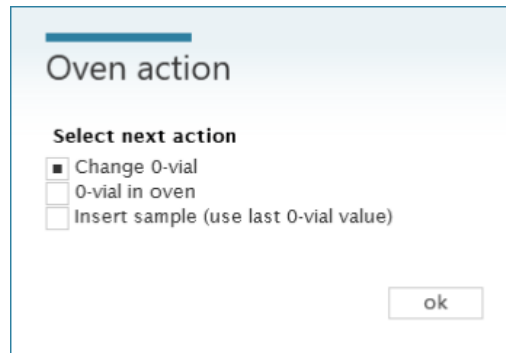 Oven action
Select next action
Change 0-vial
0-vial in oven
Insert sample (use last 0-vial value)
ok